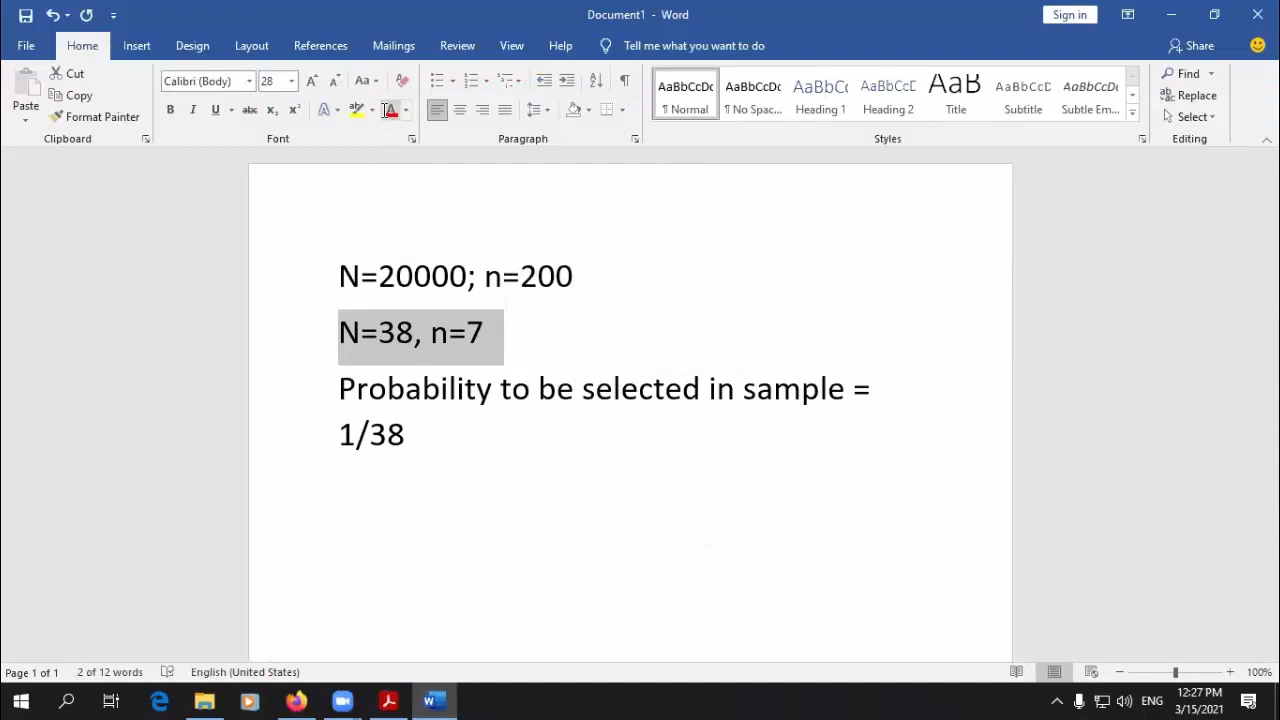 Document1 - Word
Sign in
File Home Insert Design Layout References Mailings Review View Help Tell me what you want to do Share
Paste Cut Copy Format Painter Clipboard
Calibri (Body) 28 Font
Paragraph
AaBbCcDc AaBbCcDc AaBbCc AaBbCcC AaB AaBbCcD AaBbCcDc
¶ Normal ¶ No Spac... Heading 1 Heading 2 Title Subtitle Subtle Em...
Styles
Find
Replace
Select
Editing
N=20000; n=200
N=38, n=7
Probability to be selected in sample =
1/38
Page 1 of 1 2 of 12 words English (United States) 100%
ENG 12:27 PM
3/15/2021